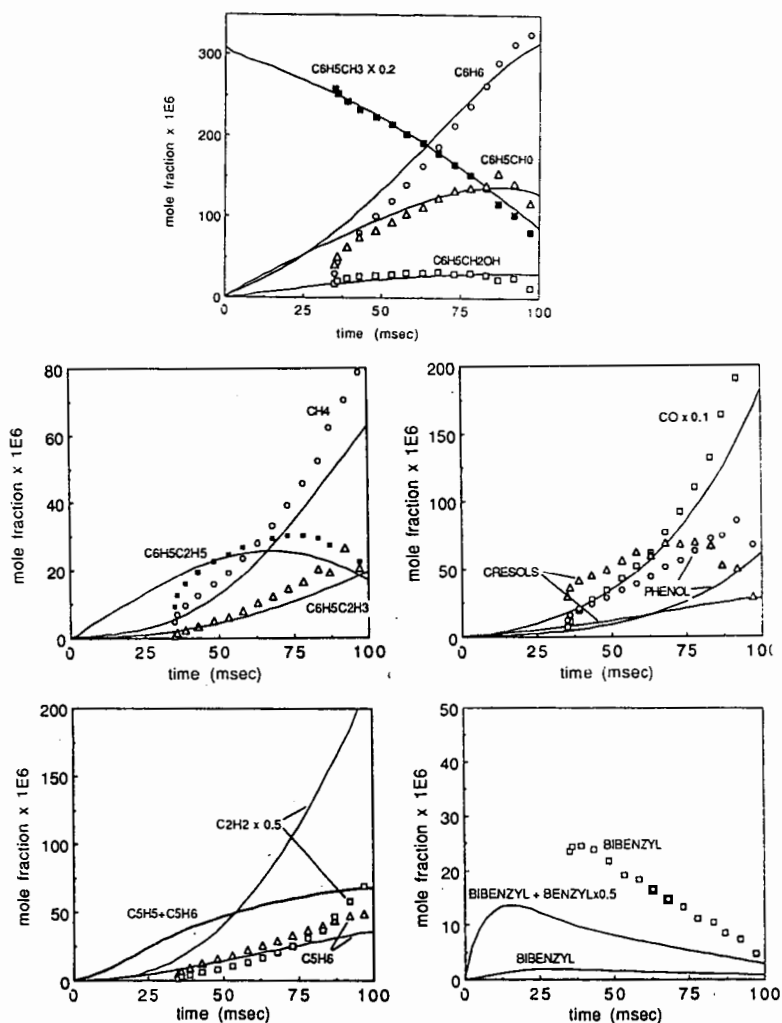 mole fraction x 1E6
300
200
100
0
C6H5CH3 X 0.2
C6H6
C6H5CHO
C6H5CH2OH
0 25 50 75 100
time (msec)
mole fraction x 1E6
80
60
40
20
0
CH4
C6H5C2H5
C6H5C2H3
0 25 50 75 100
time (msec)
mole fraction x 1E6
200
150
100
50
0
CO x 0.1
CRESOLS
PHENOL
0 25 50 75 100
time (msec)
mole fraction x 1E6
200
150
100
50
0
C2H2 x 0.5
C5H5+C5H6
C5H6
0 25 50 75 100
time (msec)
mole fraction x 1E6
50
40
30
20
10
0
BIBENZYL
BIBENZYL + BENZYLx0.5
BIBENZYL
0 25 50 75 100
time (msec)